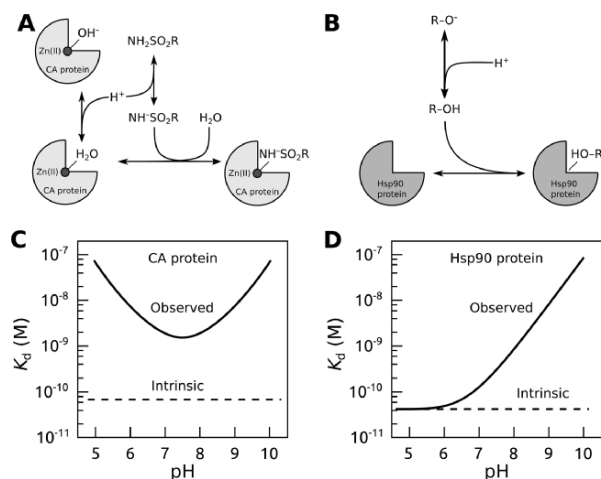 A
OH⁻
Zn(II)
CA protein
NH₂SO₂R
H⁺
NH⁻SO₂R
H₂O
H₂O
Zn(II)
CA protein
NH⁻SO₂R
Zn(II)
CA protein
B
R–O⁻
H⁺
R–OH
Hsp90
protein
HO–R
Hsp90
protein
C
CA protein
Observed
Intrinsic
10⁻⁷
10⁻⁸
10⁻⁹
10⁻¹⁰
10⁻¹¹
Kd (M)
5 6 7 8 9 10
pH
D
Hsp90 protein
Observed
Intrinsic
10⁻⁷
10⁻⁸
10⁻⁹
10⁻¹⁰
10⁻¹¹
Kd (M)
5 6 7 8 9 10
pH